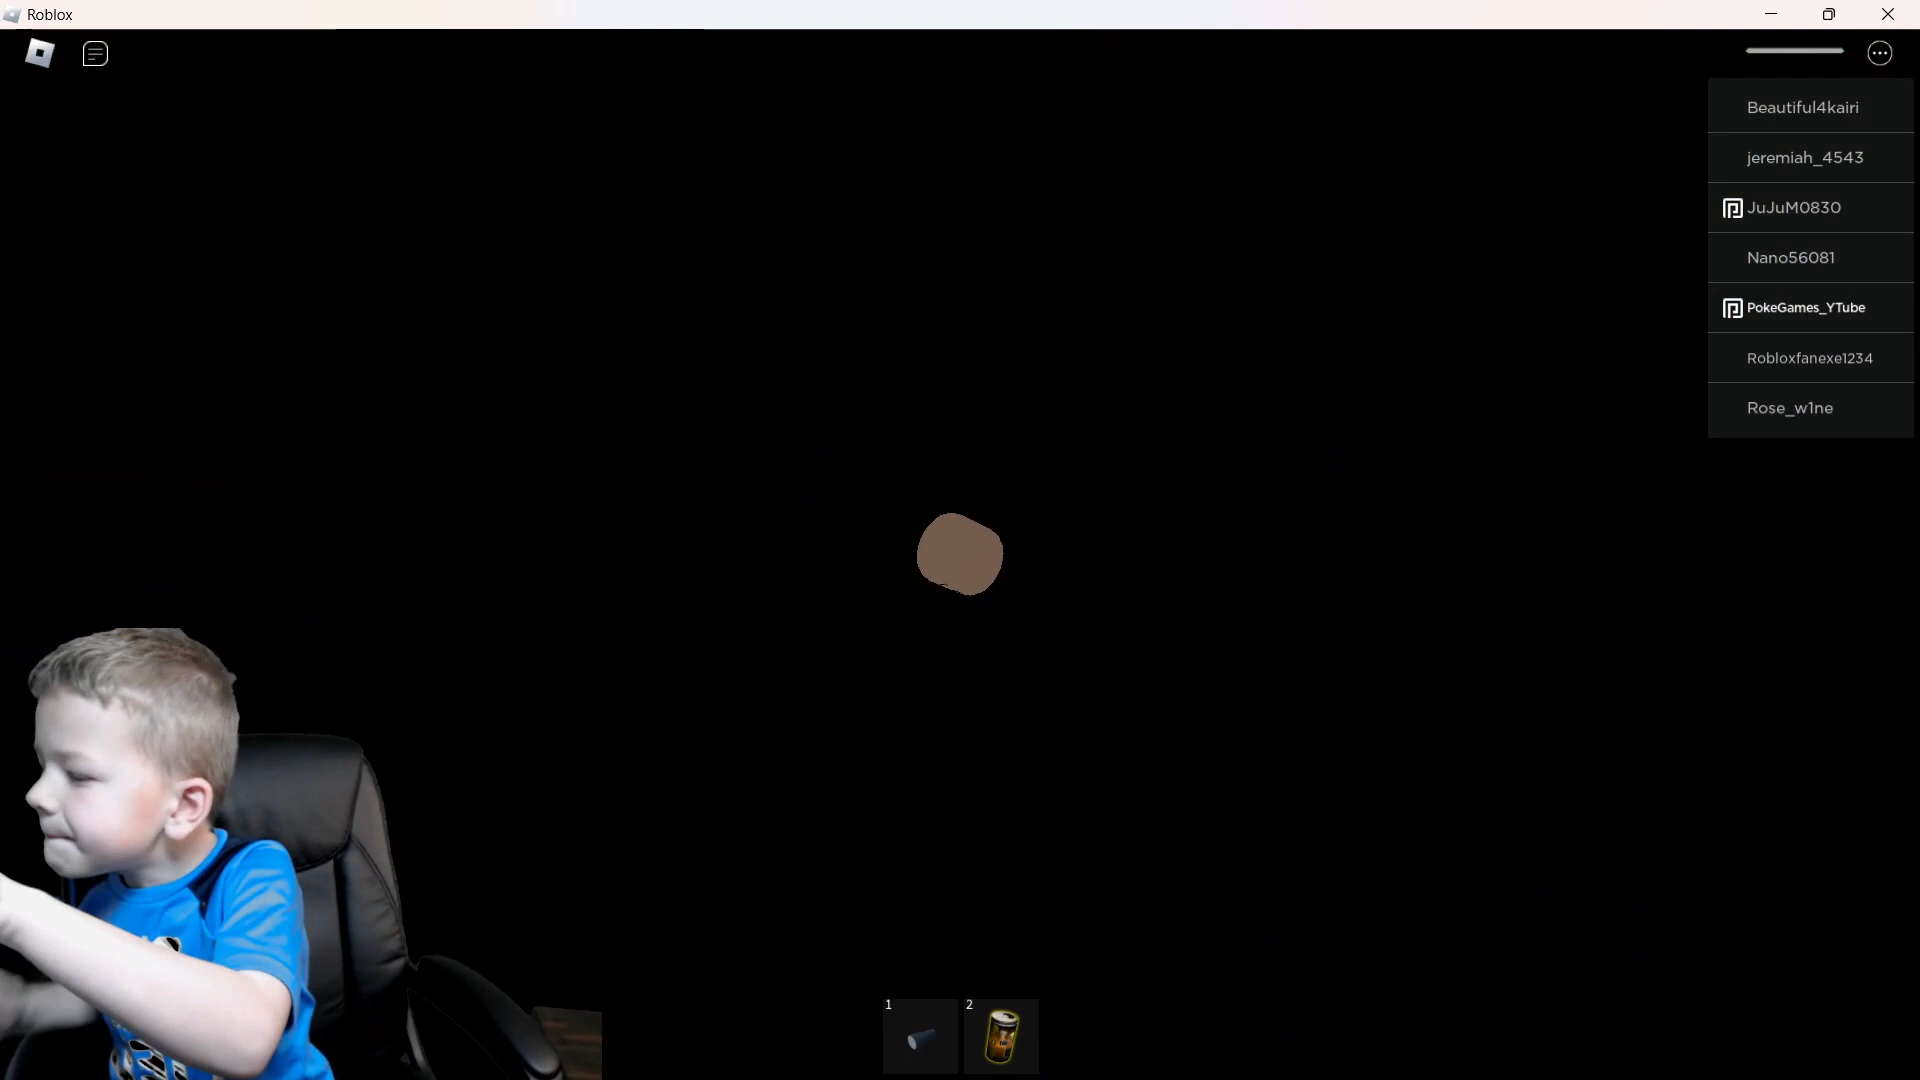 Roblox
Beautiful4kairi
jeremiah_4543
JuJuM0830
Nano56081
PokeGames_YTube
Robloxfanexe1234
Rose_w1ne
1
2